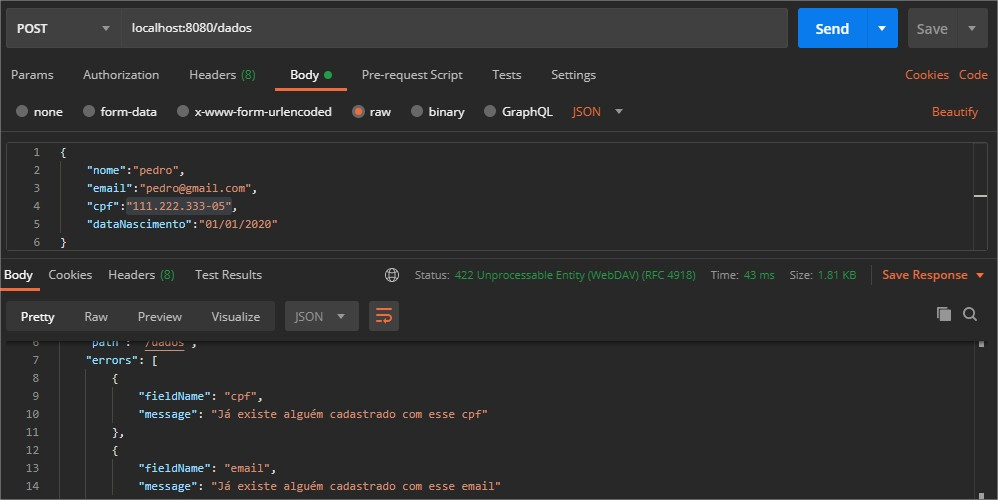 POST localhost:8080/dados Send Save
Params Authorization Headers (8) Body Pre-request Script Tests Settings Cookies Code
none form-data x-www-form-urlencoded raw binary GraphQL JSON Beautify
1 {
2 "nome":"pedro",
3 "email":"pedro@gmail.com",
4 "cpf":"111.222.333-05",
5 "dataNascimento":"01/01/2020"
6 }
Body Cookies Headers (8) Test Results Status: 422 Unprocessable Entity (WebDAV) (RFC 4918) Time: 43 ms Size: 1.81 KB Save Response
Pretty Raw Preview Visualize JSON
6 "path": "/dados",
7 "errors": [
8 {
9 "fieldName": "cpf",
10 "message": "Já existe alguém cadastrado com esse cpf"
11 },
12 {
13 "fieldName": "email",
14 "message": "Já existe alguém cadastrado com esse email"